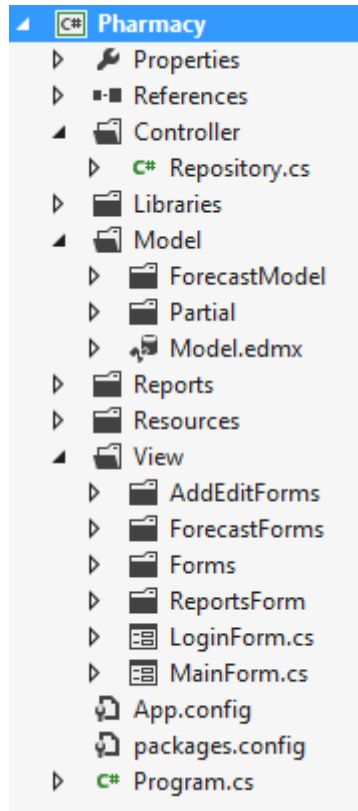 C# Pharmacy
Properties
References
Controller
C# Repository.cs
Libraries
Model
ForecastModel
Partial
Model.edmx
Reports
Resources
View
AddEditForms
ForecastForms
Forms
ReportsForm
LoginForm.cs
MainForm.cs
App.config
packages.config
C# Program.cs